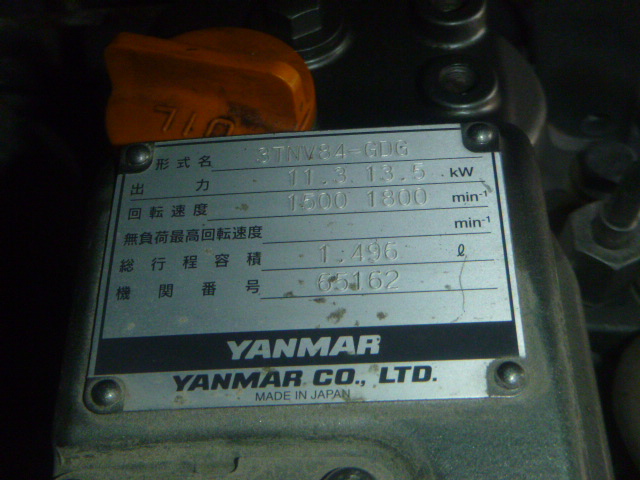 OIL
形式名 3TNV84-GDG
出力 11.3 13.5 kW
回転速度 1500 1800 min-1
無負荷最高回転速度 min-1
総行程容積 1.496 ℓ
機関番号 65162
YANMAR
YANMAR CO., LTD.
MADE IN JAPAN